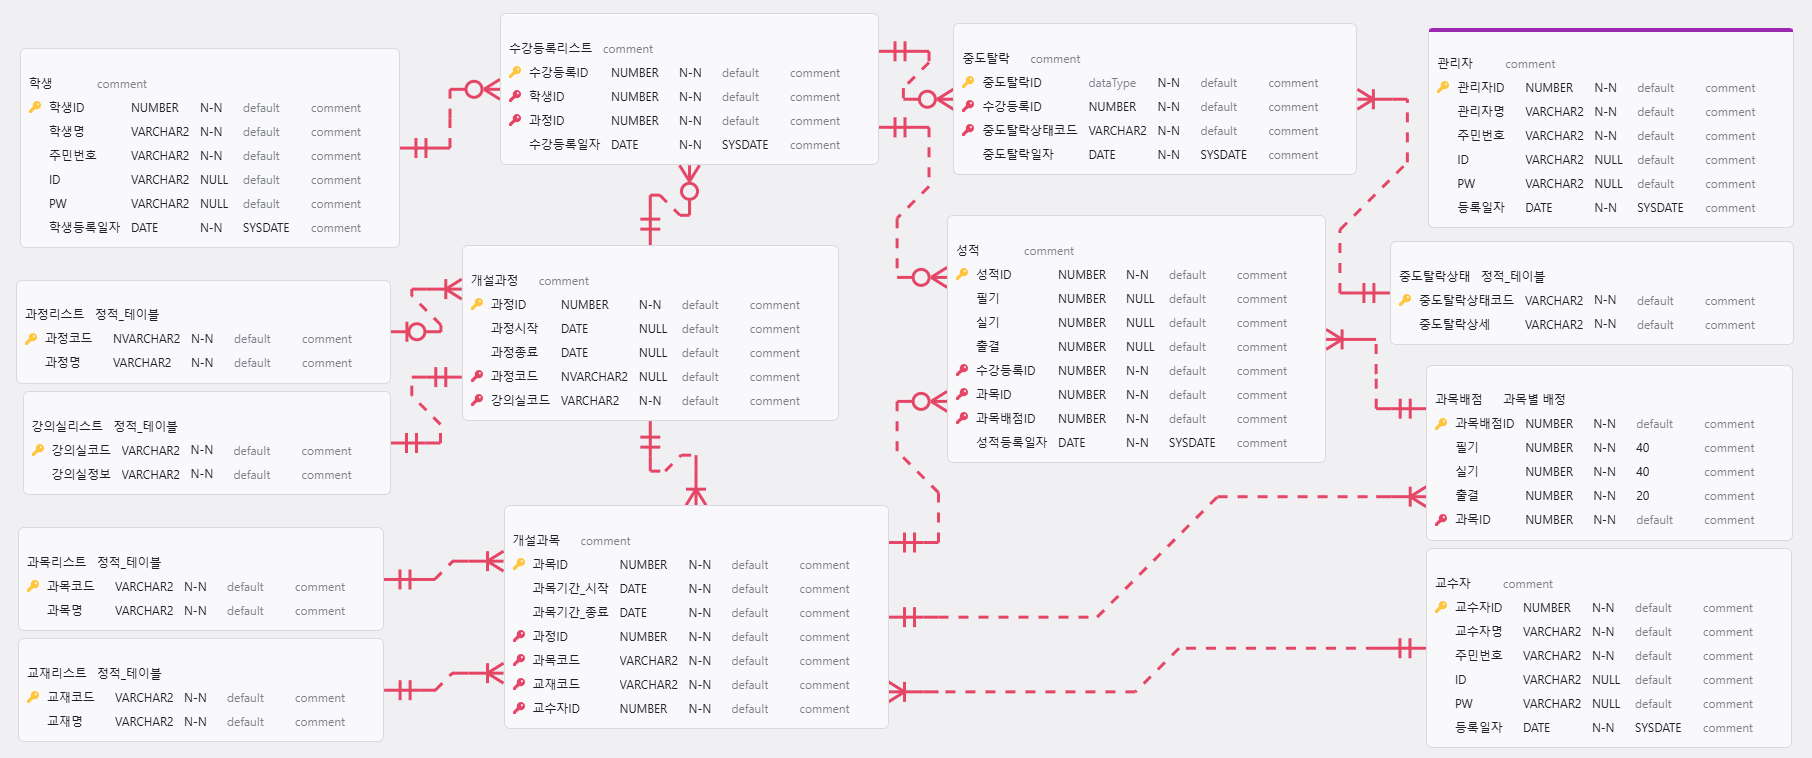 학생 comment
학생ID NUMBER N-N default comment
학생명 VARCHAR2 N-N default comment
주민번호 VARCHAR2 N-N default comment
ID VARCHAR2 NULL default comment
PW VARCHAR2 NULL default comment
학생등록일자 DATE N-N SYSDATE comment
과정리스트 정적_테이블
과정코드 NVARCHAR2 N-N default comment
과정명 VARCHAR2 N-N default comment
강의실리스트 정적_테이블
강의실코드 VARCHAR2 N-N default comment
강의실정보 VARCHAR2 N-N default comment
과목리스트 정적_테이블
과목코드 VARCHAR2 N-N default comment
과목명 VARCHAR2 N-N default comment
교재리스트 정적_테이블
교재코드 VARCHAR2 N-N default comment
교재명 VARCHAR2 N-N default comment
수강등록리스트 comment
수강등록ID NUMBER N-N default comment
학생ID NUMBER N-N default comment
과정ID NUMBER N-N default comment
수강등록일자 DATE N-N SYSDATE comment
개설과정 comment
과정ID NUMBER N-N default comment
과정시작 DATE NULL default comment
과정종료 DATE NULL default comment
과정코드 NVARCHAR2 NULL default comment
강의실코드 VARCHAR2 N-N default comment
개설과목 comment
과목ID NUMBER N-N default comment
과목기간_시작 DATE N-N default comment
과목기간_종료 DATE N-N default comment
과정ID NUMBER N-N default comment
과목코드 VARCHAR2 N-N default comment
교재코드 VARCHAR2 N-N default comment
교수자ID NUMBER N-N default comment
중도탈락 comment
중도탈락ID dataType N-N default comment
수강등록ID NUMBER N-N default comment
중도탈락상태코드 VARCHAR2 N-N default comment
중도탈락일자 DATE N-N SYSDATE comment
성적 comment
성적ID NUMBER N-N default comment
필기 NUMBER NULL default comment
실기 NUMBER NULL default comment
출결 NUMBER NULL default comment
수강등록ID NUMBER N-N default comment
과목ID NUMBER N-N default comment
과목배점ID NUMBER N-N default comment
성적등록일자 DATE N-N SYSDATE comment
관리자 comment
관리자ID NUMBER N-N default comment
관리자명 VARCHAR2 N-N default comment
주민번호 VARCHAR2 N-N default comment
ID VARCHAR2 NULL default comment
PW VARCHAR2 NULL default comment
등록일자 DATE N-N SYSDATE comment
중도탈락상태 정적_테이블
중도탈락상태코드 VARCHAR2 N-N default comment
중도탈락상세 VARCHAR2 N-N default comment
과목배점 과목별 배정
과목배점ID NUMBER N-N default comment
필기 NUMBER N-N 40 comment
실기 NUMBER N-N 40 comment
출결 NUMBER N-N 20 comment
과목ID NUMBER N-N default comment
교수자 comment
교수자ID NUMBER N-N default comment
교수자명 VARCHAR2 N-N default comment
주민번호 VARCHAR2 N-N default comment
ID VARCHAR2 NULL default comment
PW VARCHAR2 NULL default comment
등록일자 DATE N-N SYSDATE comment